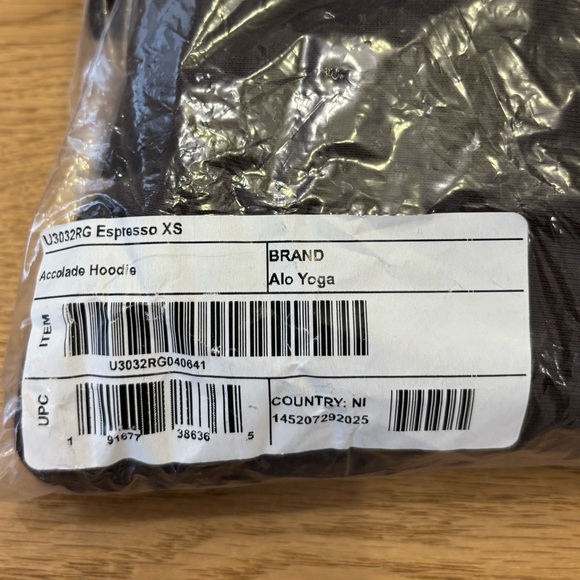 U3032RG Espresso XS
Accolade Hoodie
BRAND
Alo Yoga
ITEM
U3032RG040641
UPC
1 91677 38636 5
COUNTRY: NI
145207292025